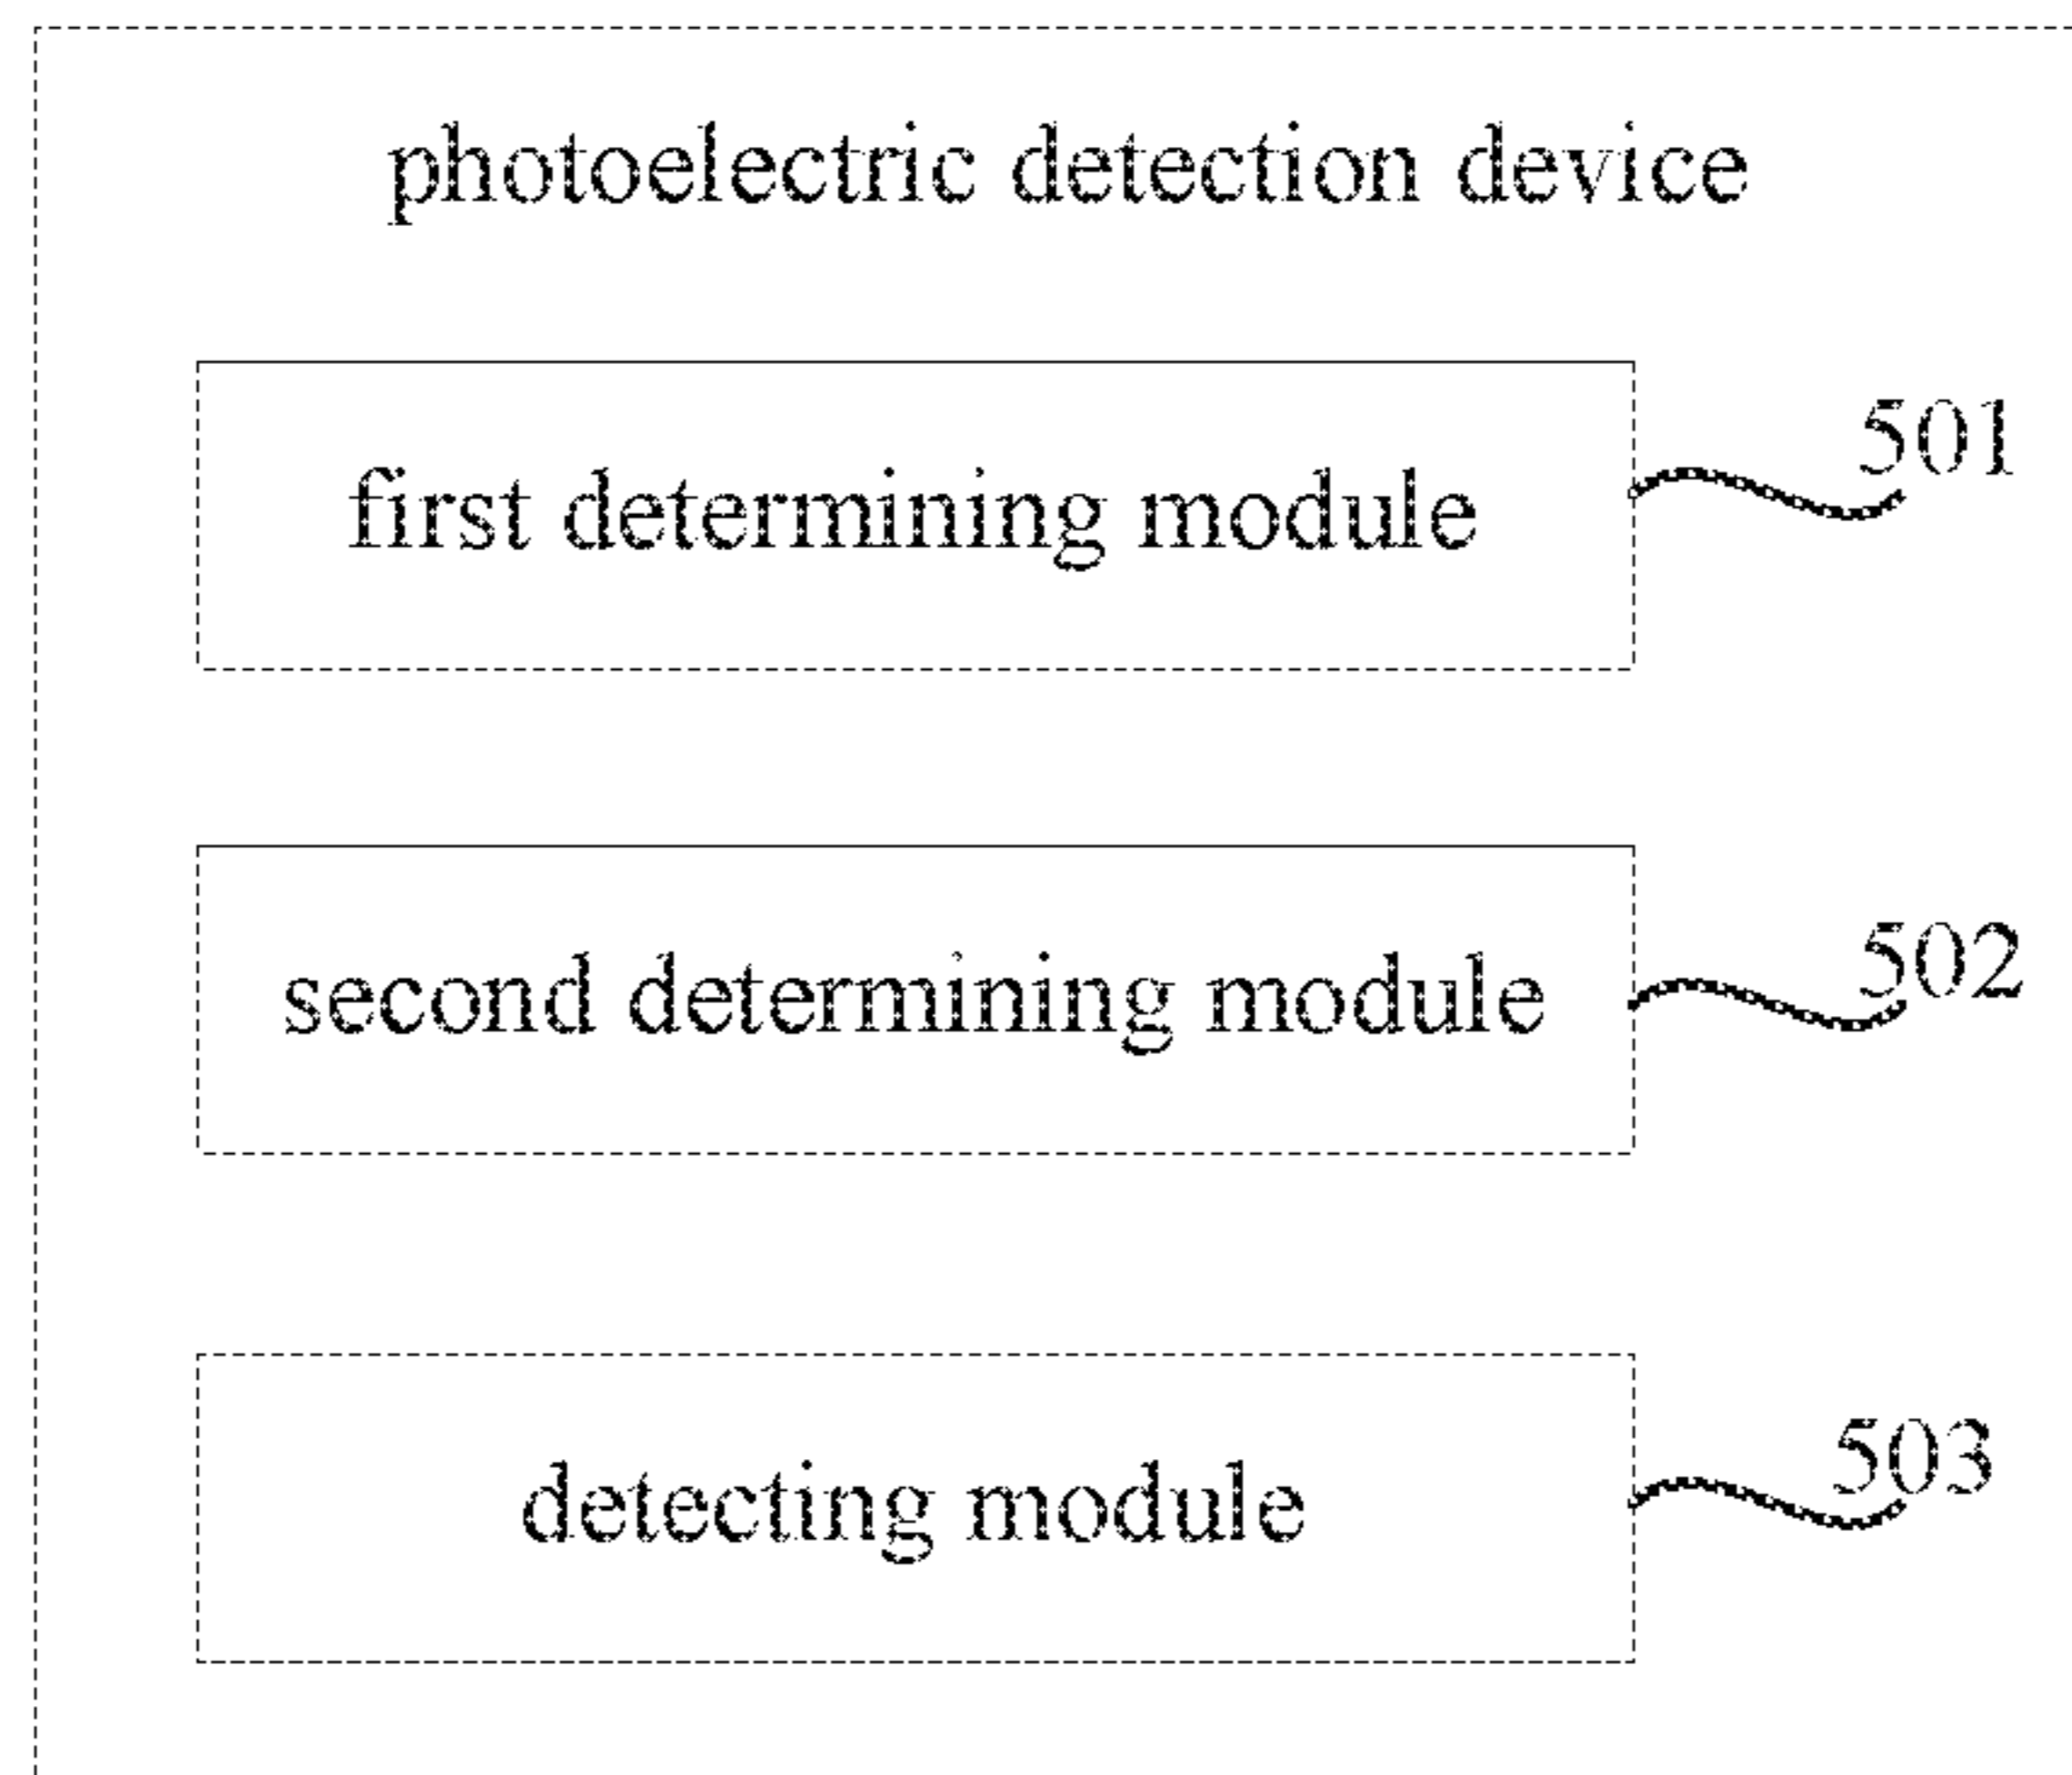 photoelectric detection device
first determining module
501
second determining module
502
detecting module
503